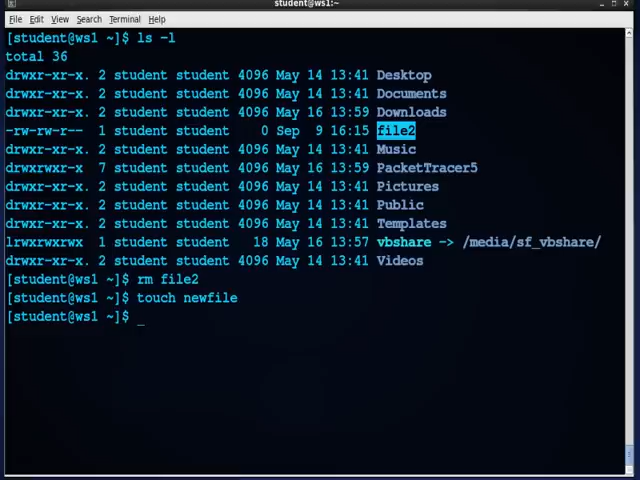 student@ws1:~
File Edit View Search Terminal Help
[student@ws1 ~]$ ls -l
total 36
drwxr-xr-x. 2 student student 4096 May 14 13:41 Desktop
drwxr-xr-x. 2 student student 4096 May 14 13:41 Documents
drwxr-xr-x. 2 student student 4096 May 16 13:59 Downloads
-rw-rw-r-- 1 student student 0 Sep 9 16:15 file2
drwxr-xr-x. 2 student student 4096 May 14 13:41 Music
drwxrwxr-x 7 student student 4096 May 16 13:59 PacketTracer5
drwxr-xr-x. 2 student student 4096 May 14 13:41 Pictures
drwxr-xr-x. 2 student student 4096 May 14 13:41 Public
drwxr-xr-x. 2 student student 4096 May 14 13:41 Templates
lrwxrwxrwx 1 student student 18 May 16 13:57 vbshare -> /media/sf_vbshare/
drwxr-xr-x. 2 student student 4096 May 14 13:41 Videos
[student@ws1 ~]$ rm file2
[student@ws1 ~]$ touch newfile
[student@ws1 ~]$ _